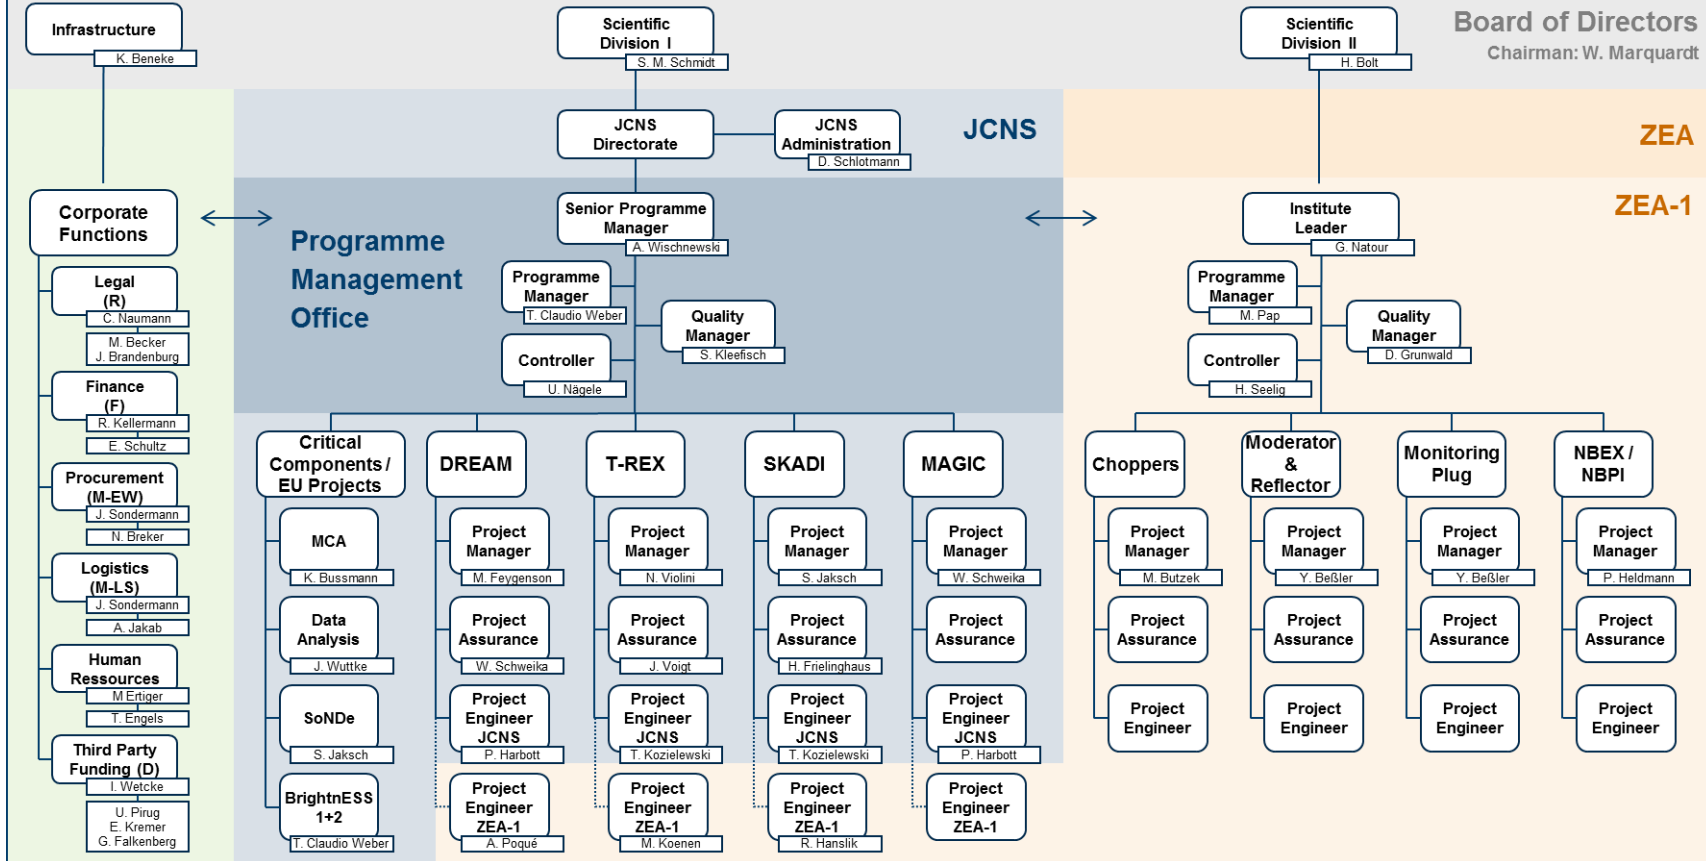 Board of Directors
Chairman: W. Marquardt
Infrastructure
K. Beneke
Scientific
Division I
S. M. Schmidt
Scientific
Division II
H. Bolt
JCNS
Directorate
JCNS
Administration
D. Schlotmann
JCNS
ZEA
ZEA-1
Corporate
Functions
Legal
(R)
C. Naumann
M. Becker
J. Brandenburg
Finance
(F)
R. Kellermann
E. Schultz
Procurement
(M-EW)
J. Sondermann
N. Breker
Logistics
(M-LS)
J. Sondermann
A. Jakab
Human
Ressources
M Ertiger
T. Engels
Third Party
Funding (D)
I. Wetcke
U. Pirug
E. Kremer
G. Falkenberg
Programme
Management
Office
Senior Programme
Manager
A. Wischnewski
Programme
Manager
T. Claudio Weber
Quality
Manager
S. Kleefisch
Controller
U. Nägele
Institute
Leader
G. Natour
Programme
Manager
M. Pap
Quality
Manager
D. Grunwald
Controller
H. Seelig
Critical
Components /
EU Projects
MCA
K. Bussmann
Data
Analysis
J. Wuttke
SoNDe
S. Jaksch
BrightnESS
1+2
T. Claudio Weber
DREAM
Project
Manager
M. Feygenson
Project
Assurance
W. Schweika
Project
Engineer
JCNS
P. Harbott
Project
Engineer
ZEA-1
A. Poqué
T-REX
Project
Manager
N. Violini
Project
Assurance
J. Voigt
Project
Engineer
JCNS
T. Kozielewski
Project
Engineer
ZEA-1
M. Koenen
SKADI
Project
Manager
S. Jaksch
Project
Assurance
H. Frielinghaus
Project
Engineer
JCNS
T. Kozielewski
Project
Engineer
ZEA-1
R. Hanslik
MAGIC
Project
Manager
W. Schweika
Project
Assurance
Project
Engineer
JCNS
P. Harbott
Project
Engineer
ZEA-1
Choppers
Project
Manager
M. Butzek
Project
Assurance
Project
Engineer
Moderator
&
Reflector
Project
Manager
Y. Beßler
Project
Assurance
Project
Engineer
Monitoring
Plug
Project
Manager
Y. Beßler
Project
Assurance
Project
Engineer
NBEX /
NBPI
Project
Manager
P. Heldmann
Project
Assurance
Project
Engineer